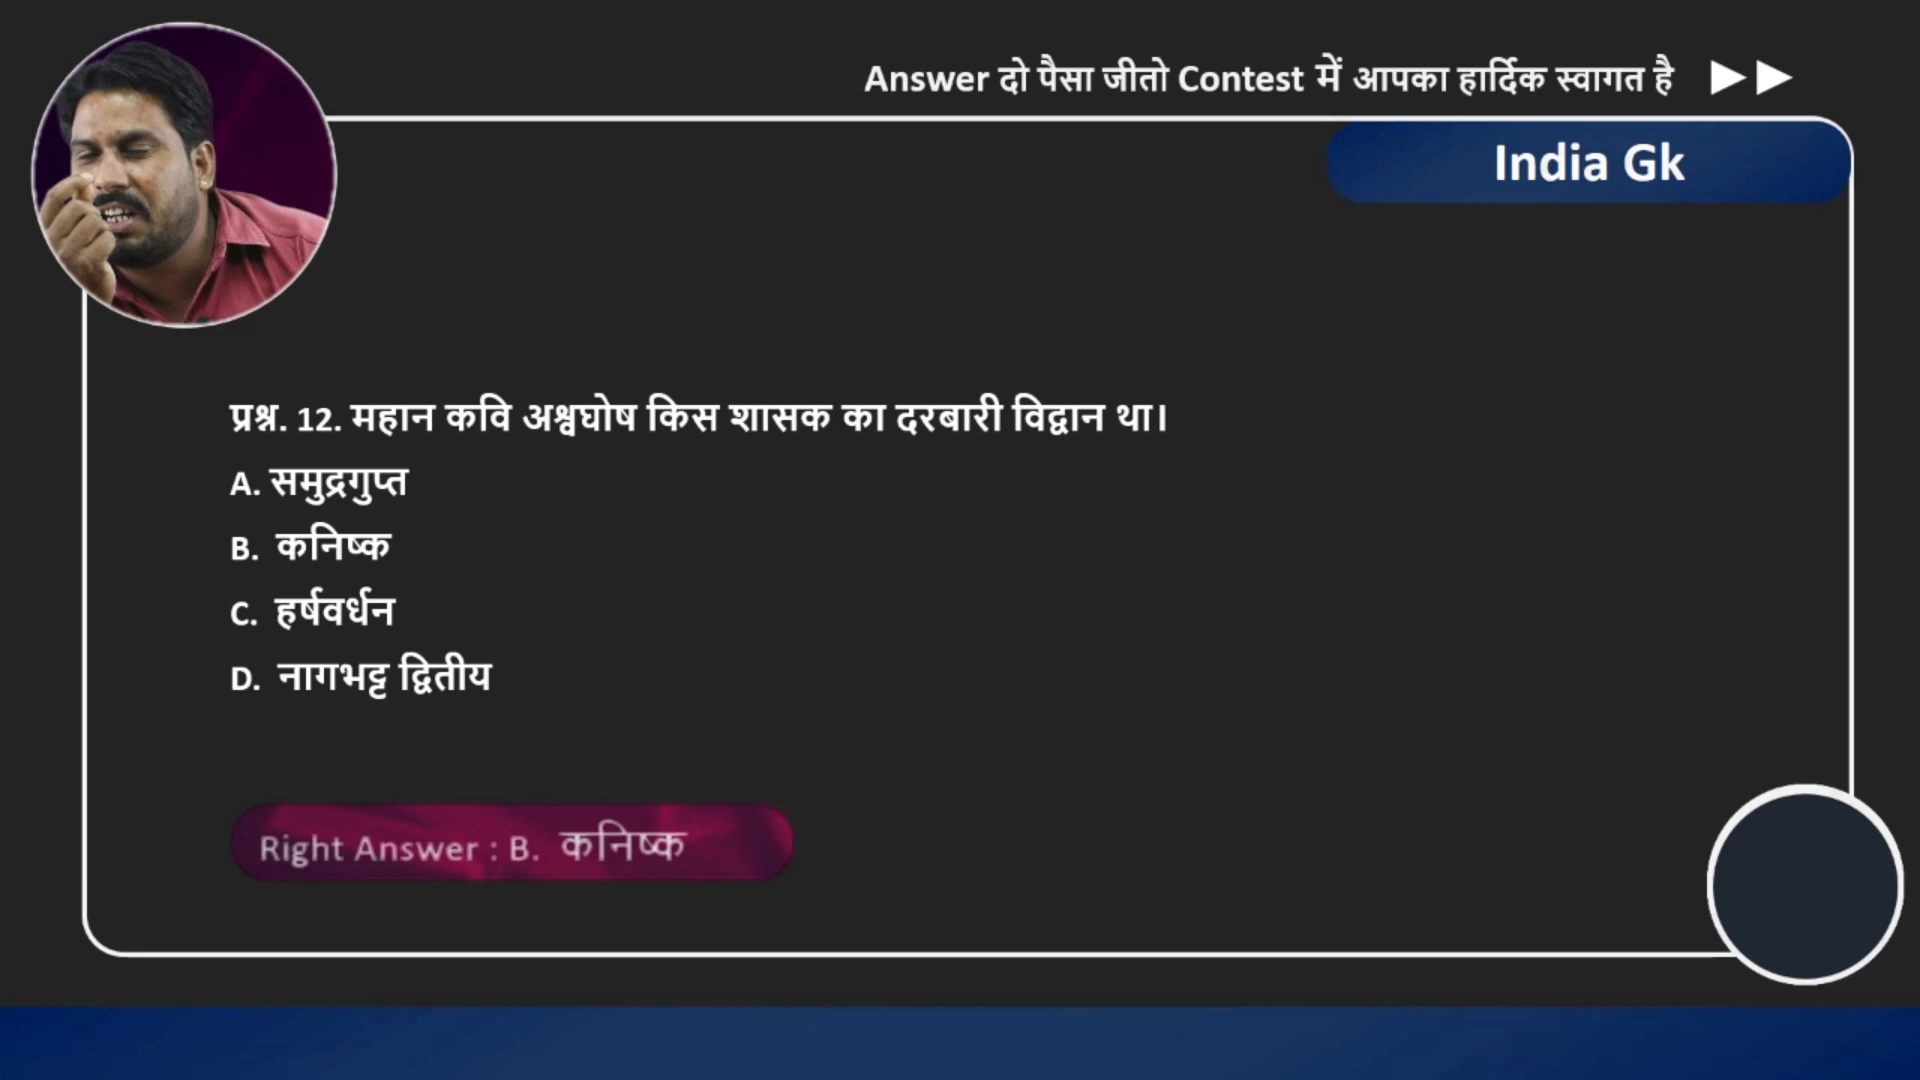 Answer दो पैसा जीतो Contest में आपका हार्दिक स्वागत है
India Gk
प्रश्न. 12. महान कवि अश्वघोष किस शासक का दरबारी विद्वान था।
A. समुद्रगुप्त
B. कनिष्क
C. हर्षवर्धन
D. नागभट्ट द्वितीय
Right Answer : B. कनिष्क